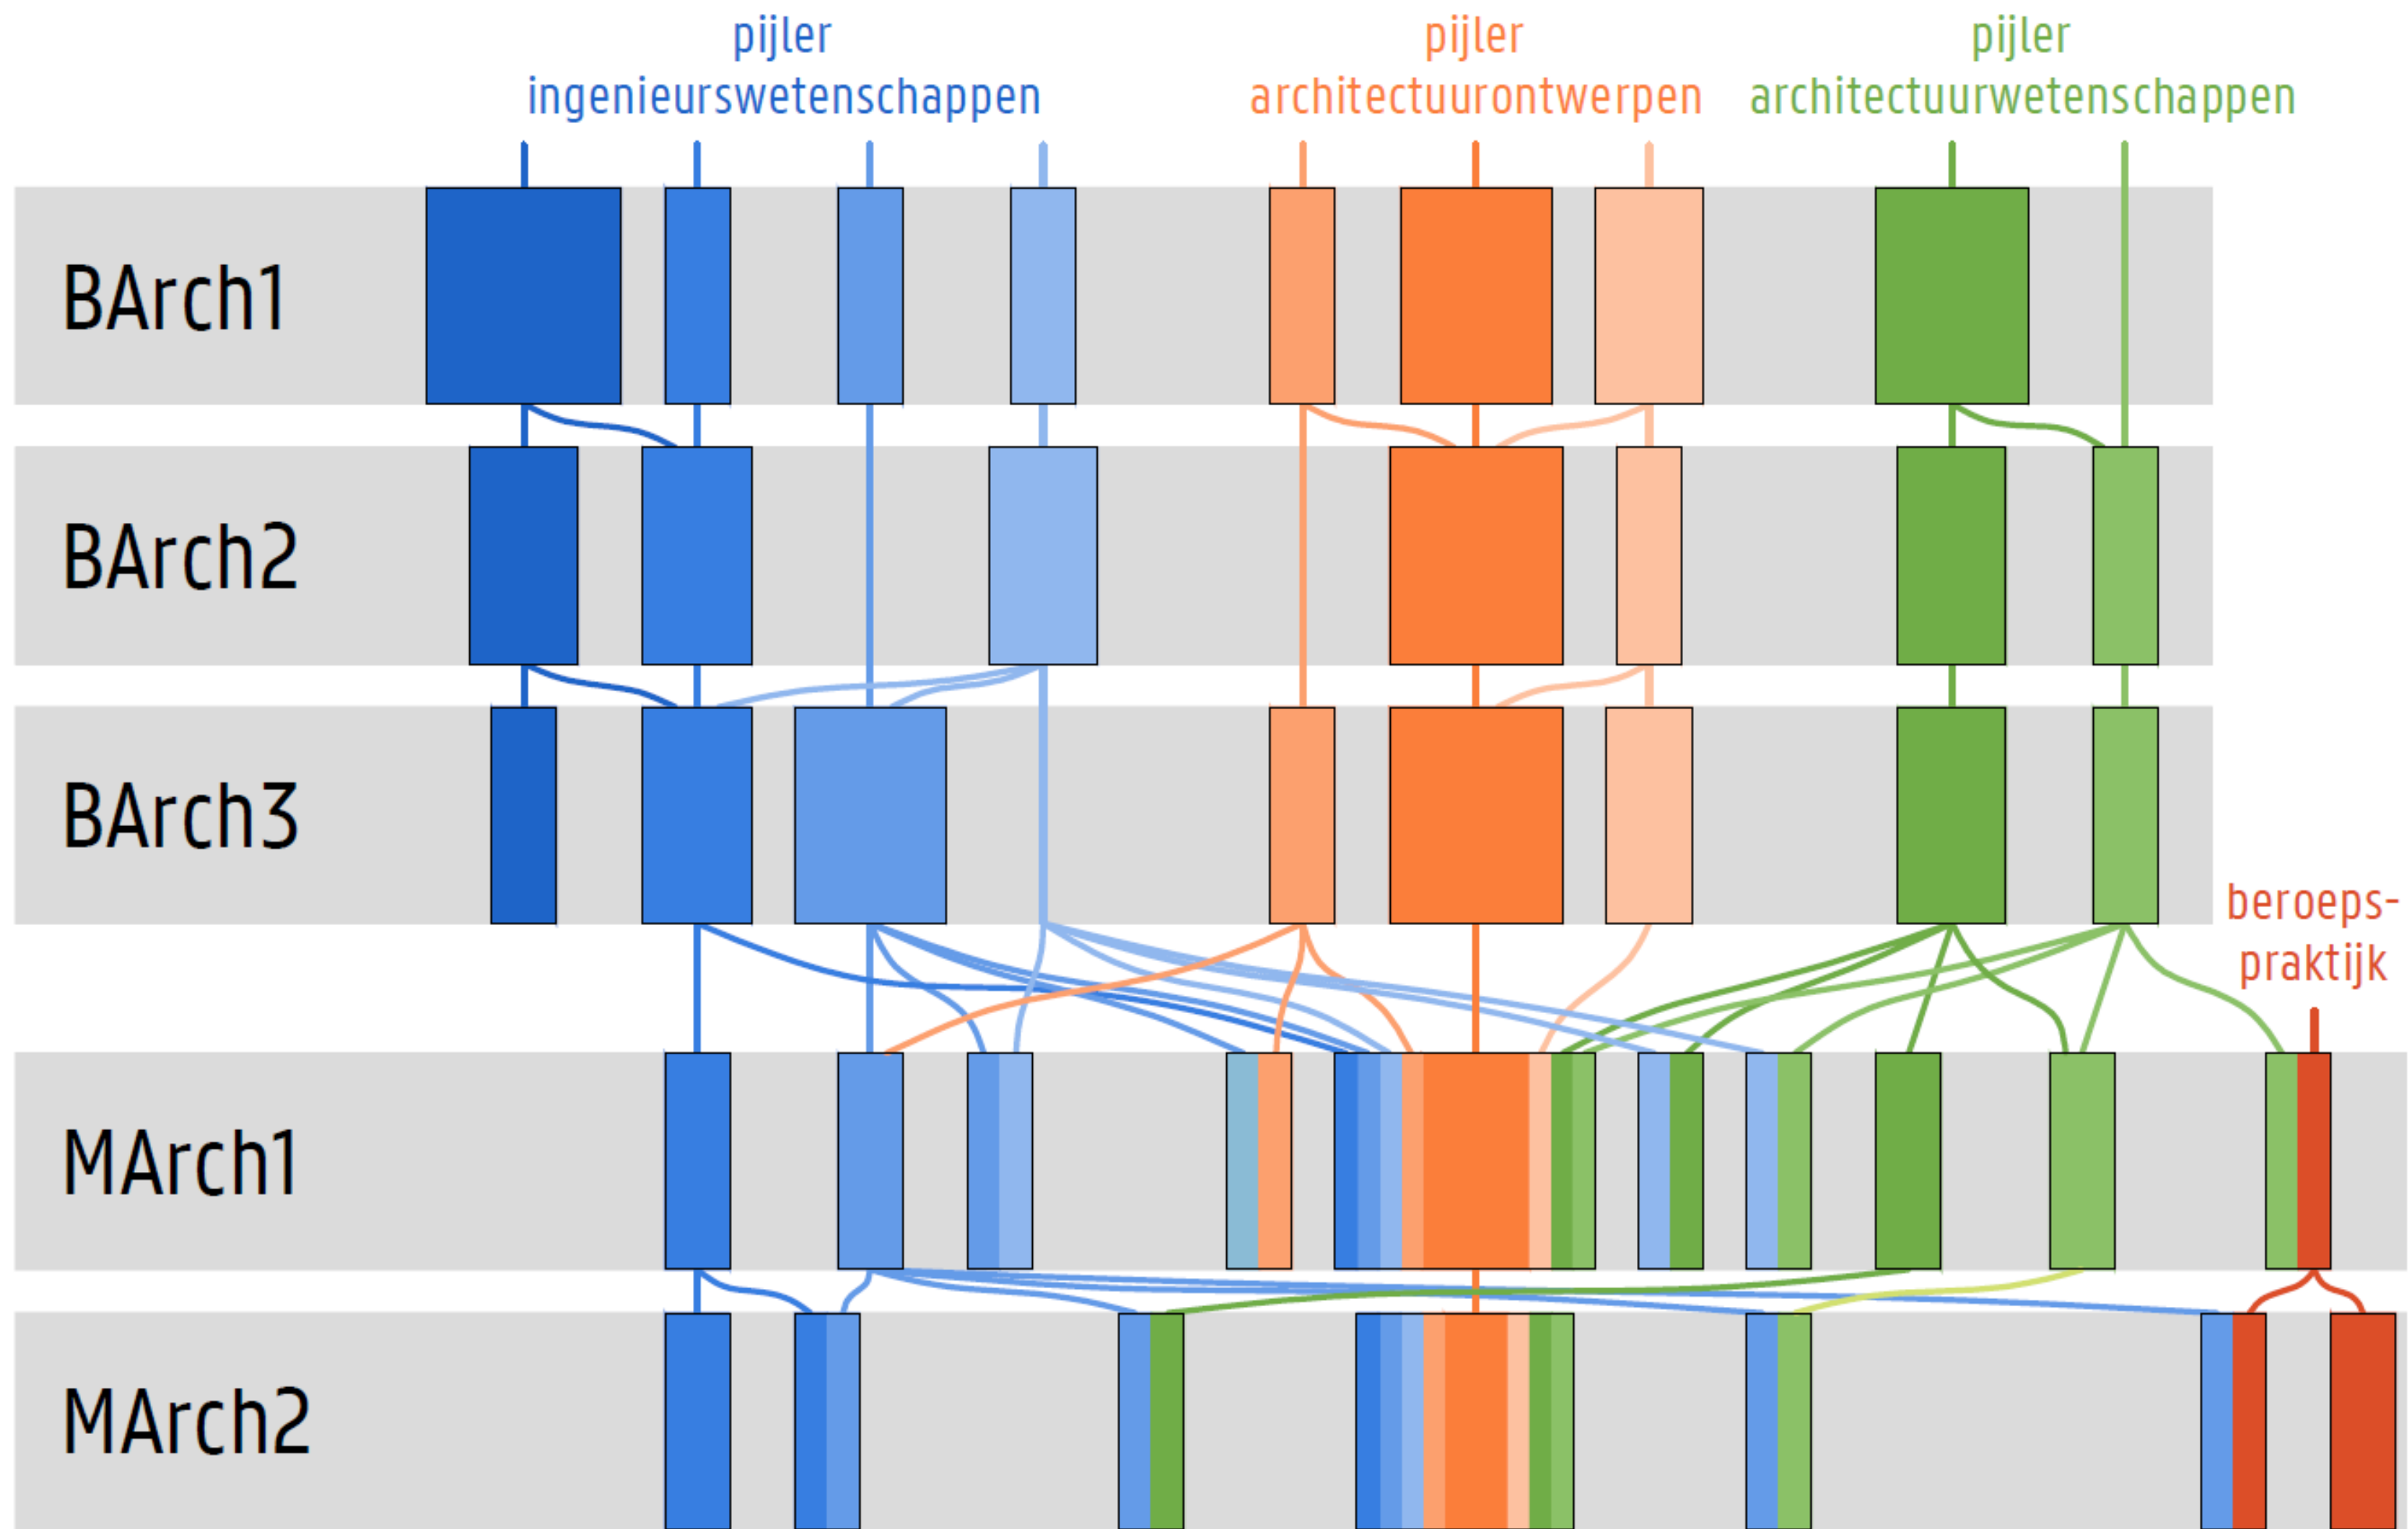 pijler
ingenieurswetenschappen
pijler
architectuurontwerpen
pijler
architectuurwetenschappen
BArch1
BArch2
BArch3
beroeps-
praktijk
MArch1
MArch2